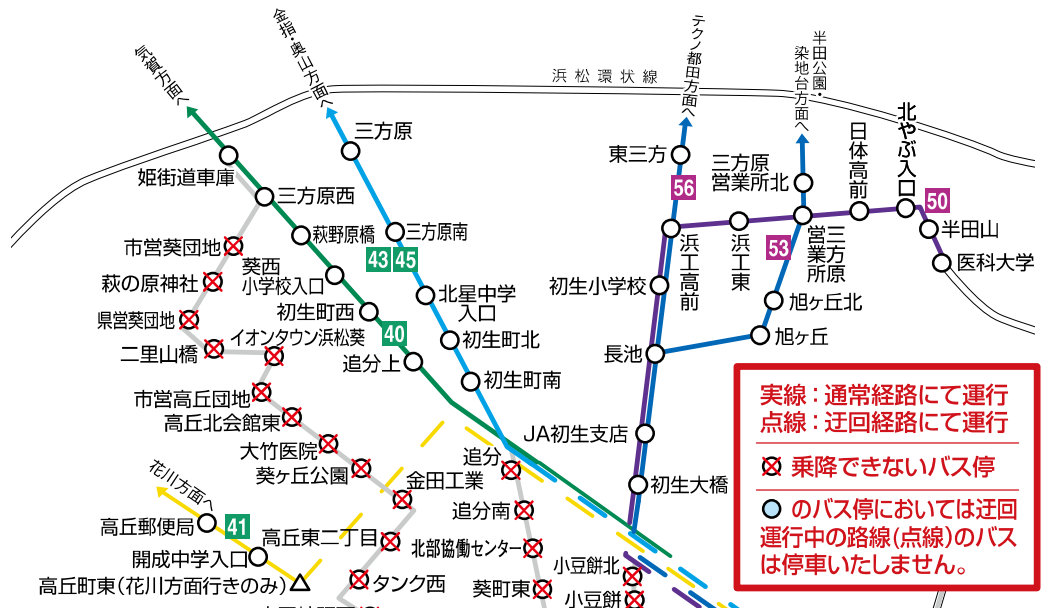 気賀方面へ
金指・奥山方面へ
浜松環状線
テクノ都田方面へ
半田公園・
染地台方面へ
三方原
姫街道車庫
三方原西
萩野原橋
三方原南
43
45
市営葵団地
萩の原神社
葵西
小学校入口
北星中学
入口
初生町西
県営葵団地
イオンタウン浜松葵
40
初生町北
二里山橋
追分上
初生町南
市営高丘団地
高丘北会館東
大竹医院
葵ヶ丘公園
金田工業
追分
花川方面へ
高丘郵便局
41
高丘東二丁目
追分南
開成中学入口
北部協働センター
高丘町東(花川方面行きのみ)
タンク西
葵町東
小豆餅北
小豆餅
東三方
56
三方原
営業所北
日体高前
北やぶ入口
50
浜工高前
浜工東
53
三方原
営業所
半田山
医科大学
初生小学校
旭ヶ丘北
旭ヶ丘
長池
JA初生支店
初生大橋
実線：通常経路にて運行
点線：迂回経路にて運行
乗降できないバス停
のバス停においては迂回
運行中の路線(点線)のバス
は停車いたしません。